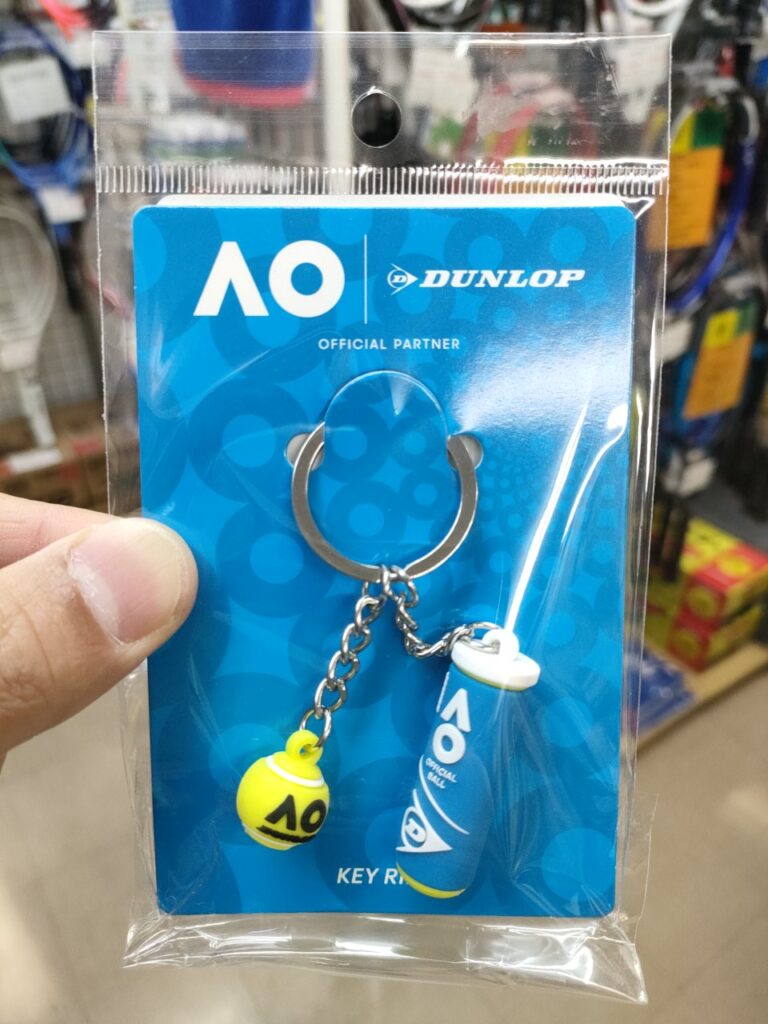 AO DUNLOP
OFFICIAL PARTNER
AO
OFFICIAL
BALL
D
AO
KEY RI